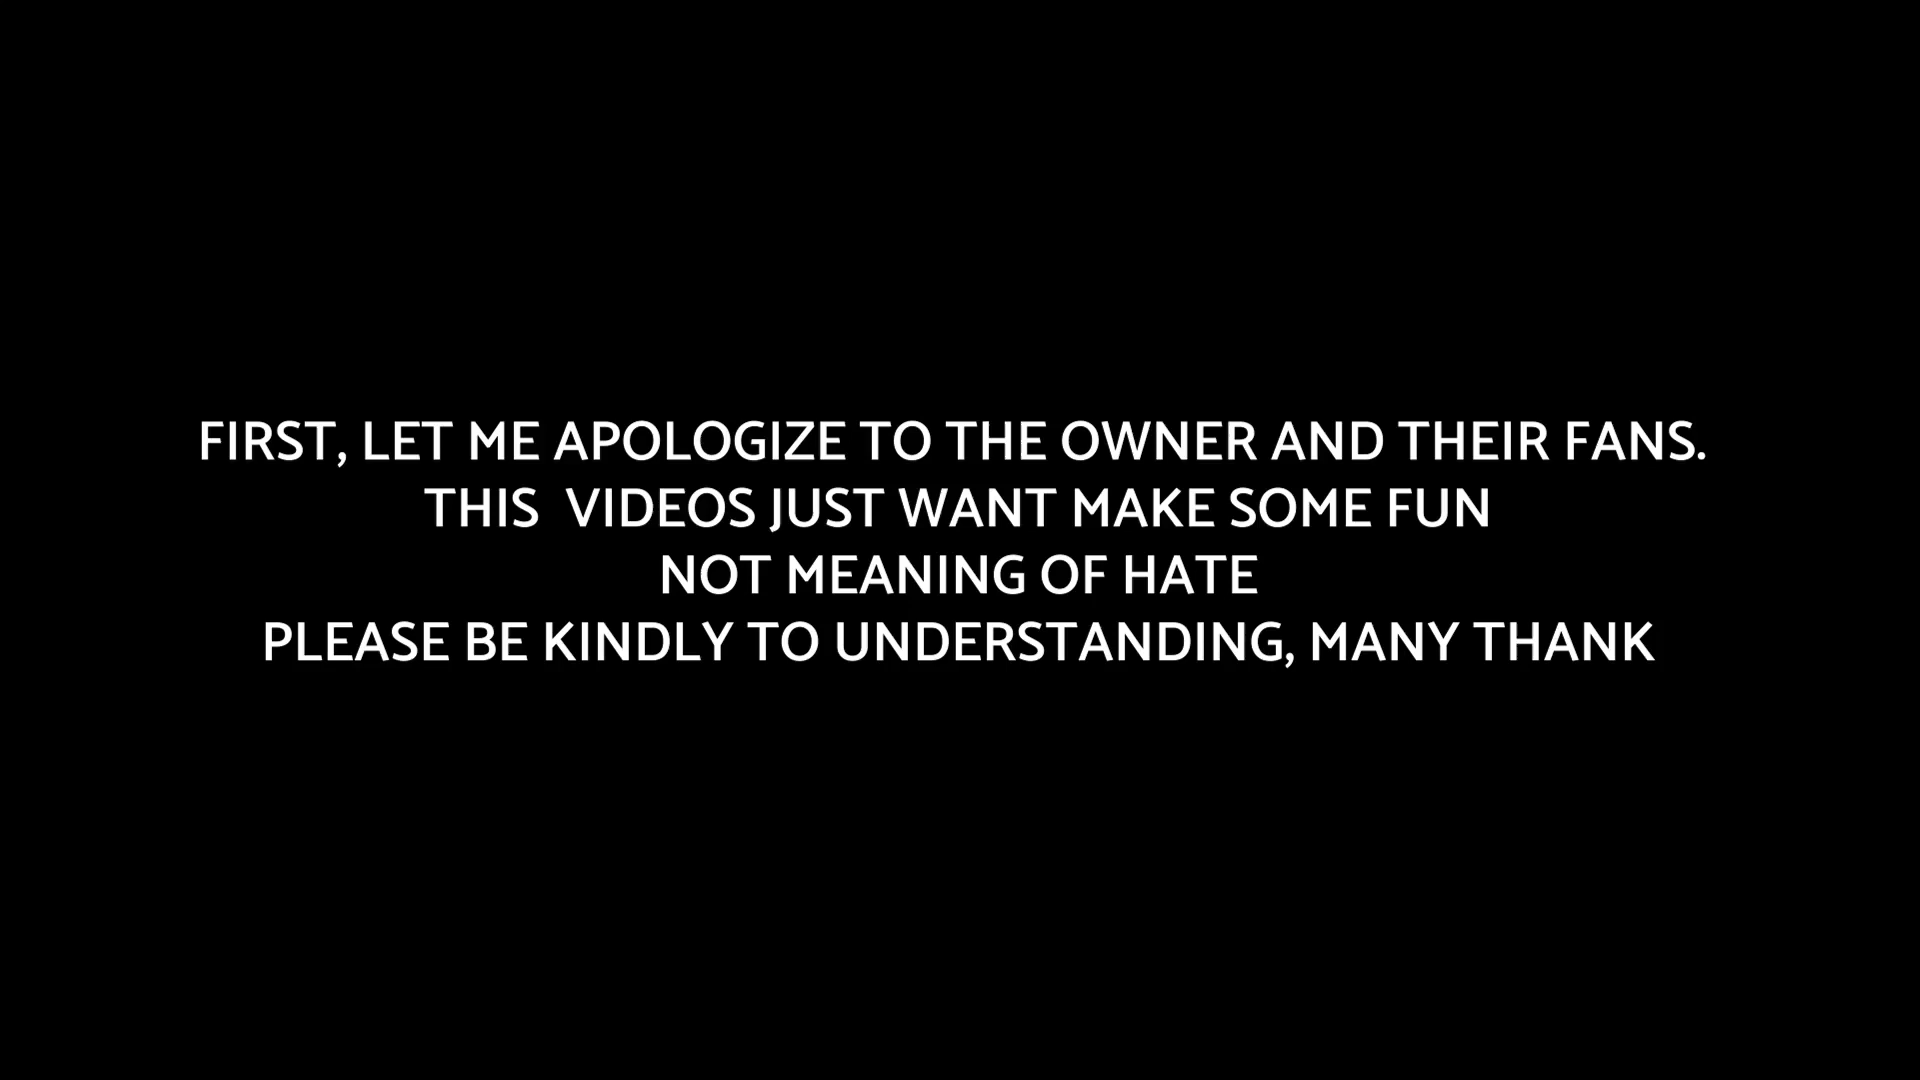 FIRST, LET ME APOLOGIZE TO THE OWNER AND THEIR FANS.
THIS  VIDEOS JUST WANT MAKE SOME FUN
NOT MEANING OF HATE
PLEASE BE KINDLY TO UNDERSTANDING, MANY THANK